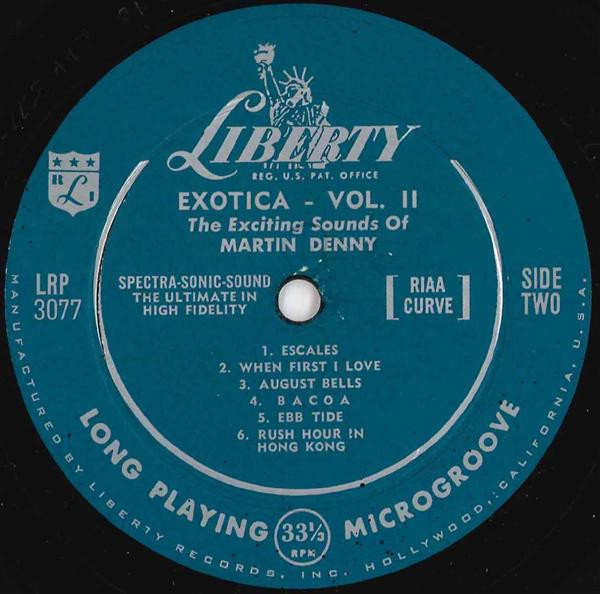 LIBERTY
REG. U.S. PAT. OFFICE
EXOTICA - VOL. II
The Exciting Sounds Of
MARTIN DENNY
R L I
LRP
3077
SPECTRA-SONIC-SOUND
THE ULTIMATE IN
HIGH FIDELITY
[ RIAA
CURVE ]
SIDE
TWO
1. ESCALES
2. WHEN FIRST I LOVE
3. AUGUST BELLS
4. BACOA
5. EBB TIDE
6. RUSH HOUR IN
HONG KONG
LONG PLAYING MICROGROOVE
33⅓
RPM
MANUFACTURED BY LIBERTY RECORDS, INC. HOLLYWOOD, CALIFORNIA, U.S.A.